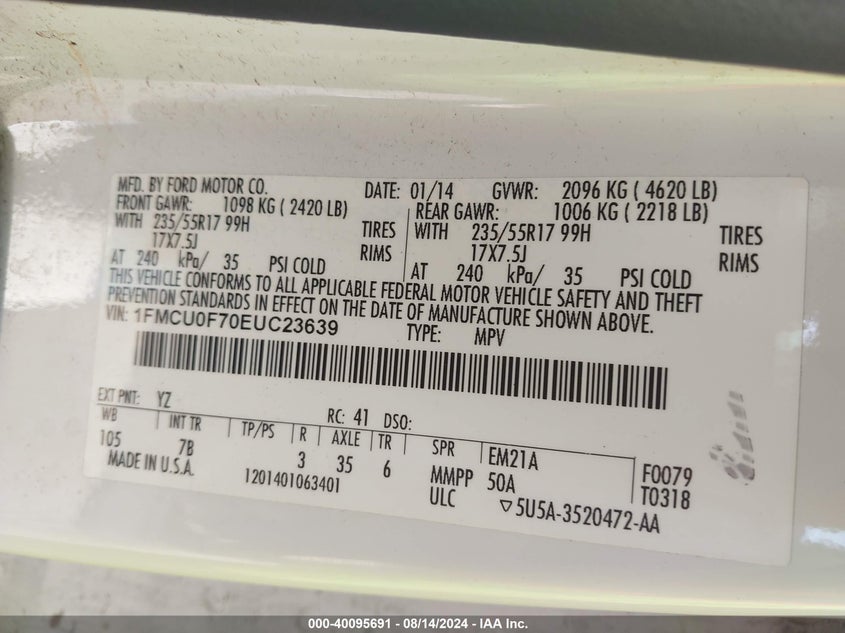 MFD. BY FORD MOTOR CO. DATE: 01/14 GVWR: 2096 KG ( 4620 LB)
FRONT GAWR: 1098 KG ( 2420 LB) REAR GAWR: 1006 KG ( 2218 LB)
WITH 235/55R17 99H TIRES WITH 235/55R17 99H TIRES
17X7.5J RIMS 17X7.5J RIMS
AT 240 kPa/ 35 PSI COLD AT 240 kPa/ 35 PSI COLD
THIS VEHICLE CONFORMS TO ALL APPLICABLE FEDERAL MOTOR VEHICLE SAFETY AND THEFT
PREVENTION STANDARDS IN EFFECT ON THE DATE OF MANUFACTURE SHOWN ABOVE.
VIN: 1FMCU0F70EUC23639 TYPE: MPV
EXT PNT: YZ RC: 41 DSO:
WB INT TR TP/PS R AXLE TR SPR EM21A F0079
105 7B 3 35 6 MMPP 50A T0318
MADE IN U.S.A. 1201401063401 ULC ▽5U5A-3520472-AA
000-40095691 - 08/14/2024 - IAA Inc.